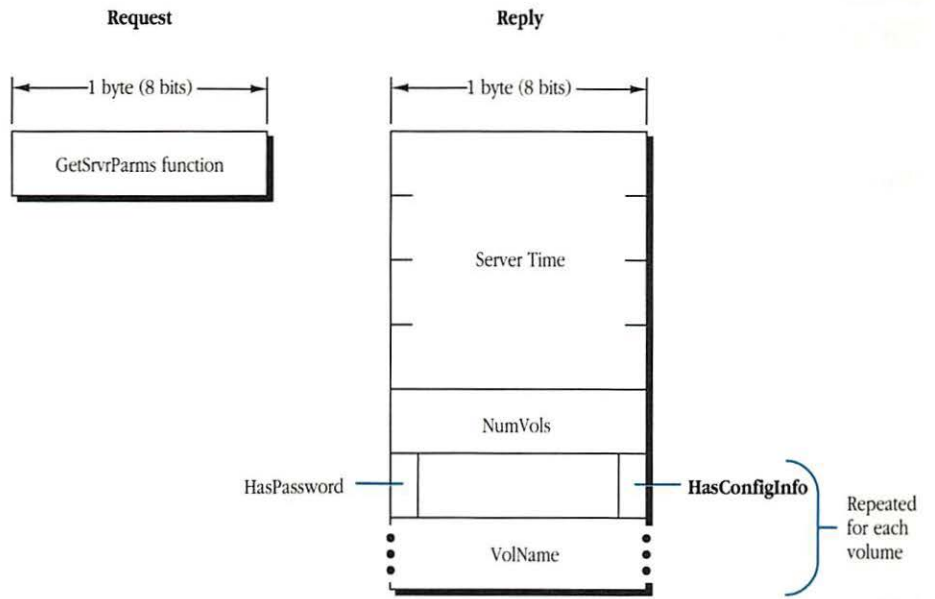 Request
Reply
1 byte (8 bits)
1 byte (8 bits)
GetSrvrParms function
Server Time
NumVols
HasPassword
HasConfigInfo
Repeated
for each
volume
VolName